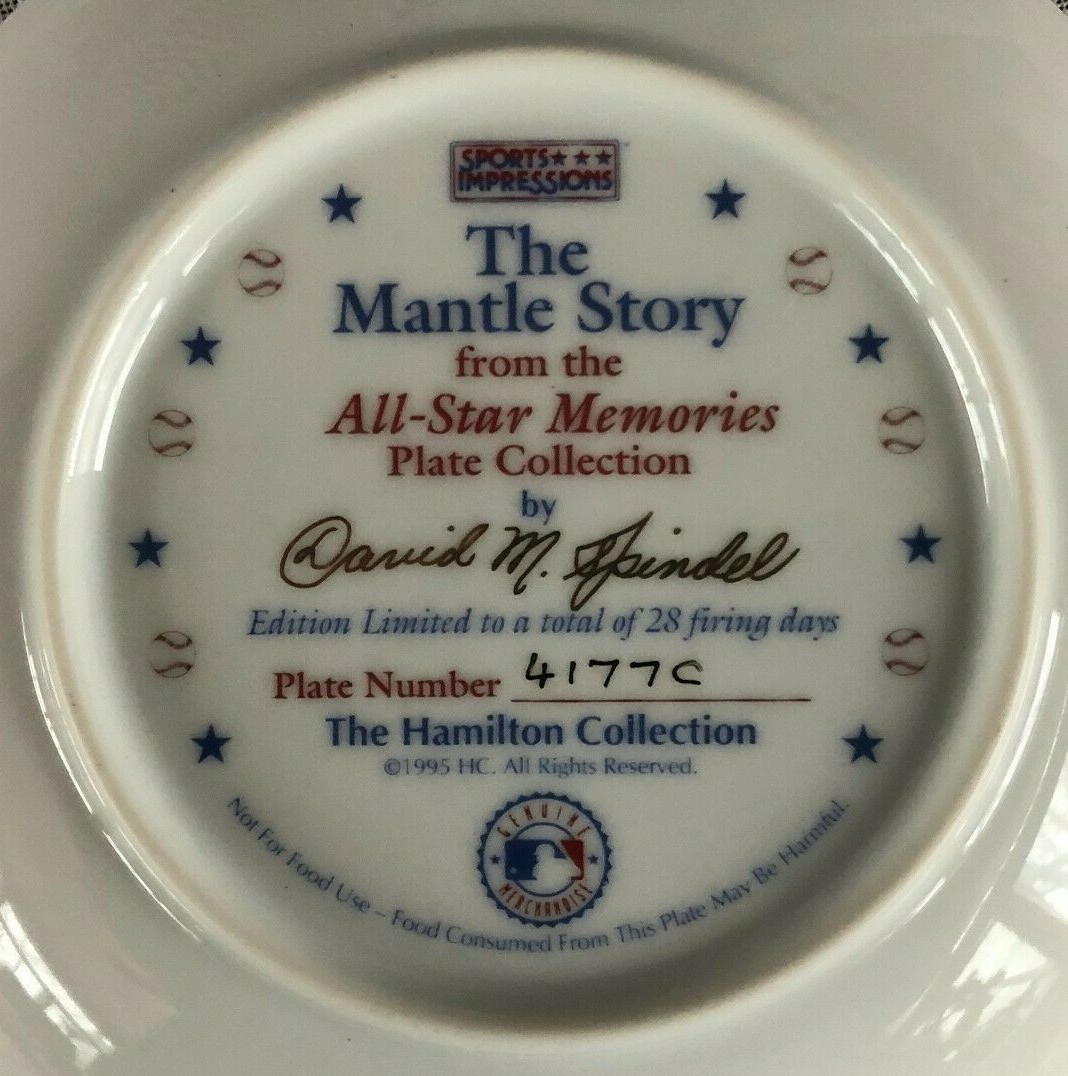 SPORTS★★★
IMPRESSIONS™
The
Mantle Story
from the
All-Star Memories
Plate Collection
by
David M. Spindel
Edition Limited to a total of 28 firing days
Plate Number 4177C
The Hamilton Collection
©1995 HC. All Rights Reserved.
GENUINE
MERCHANDISE
Not For Food Use – Food Consumed From This Plate May Be Harmful.